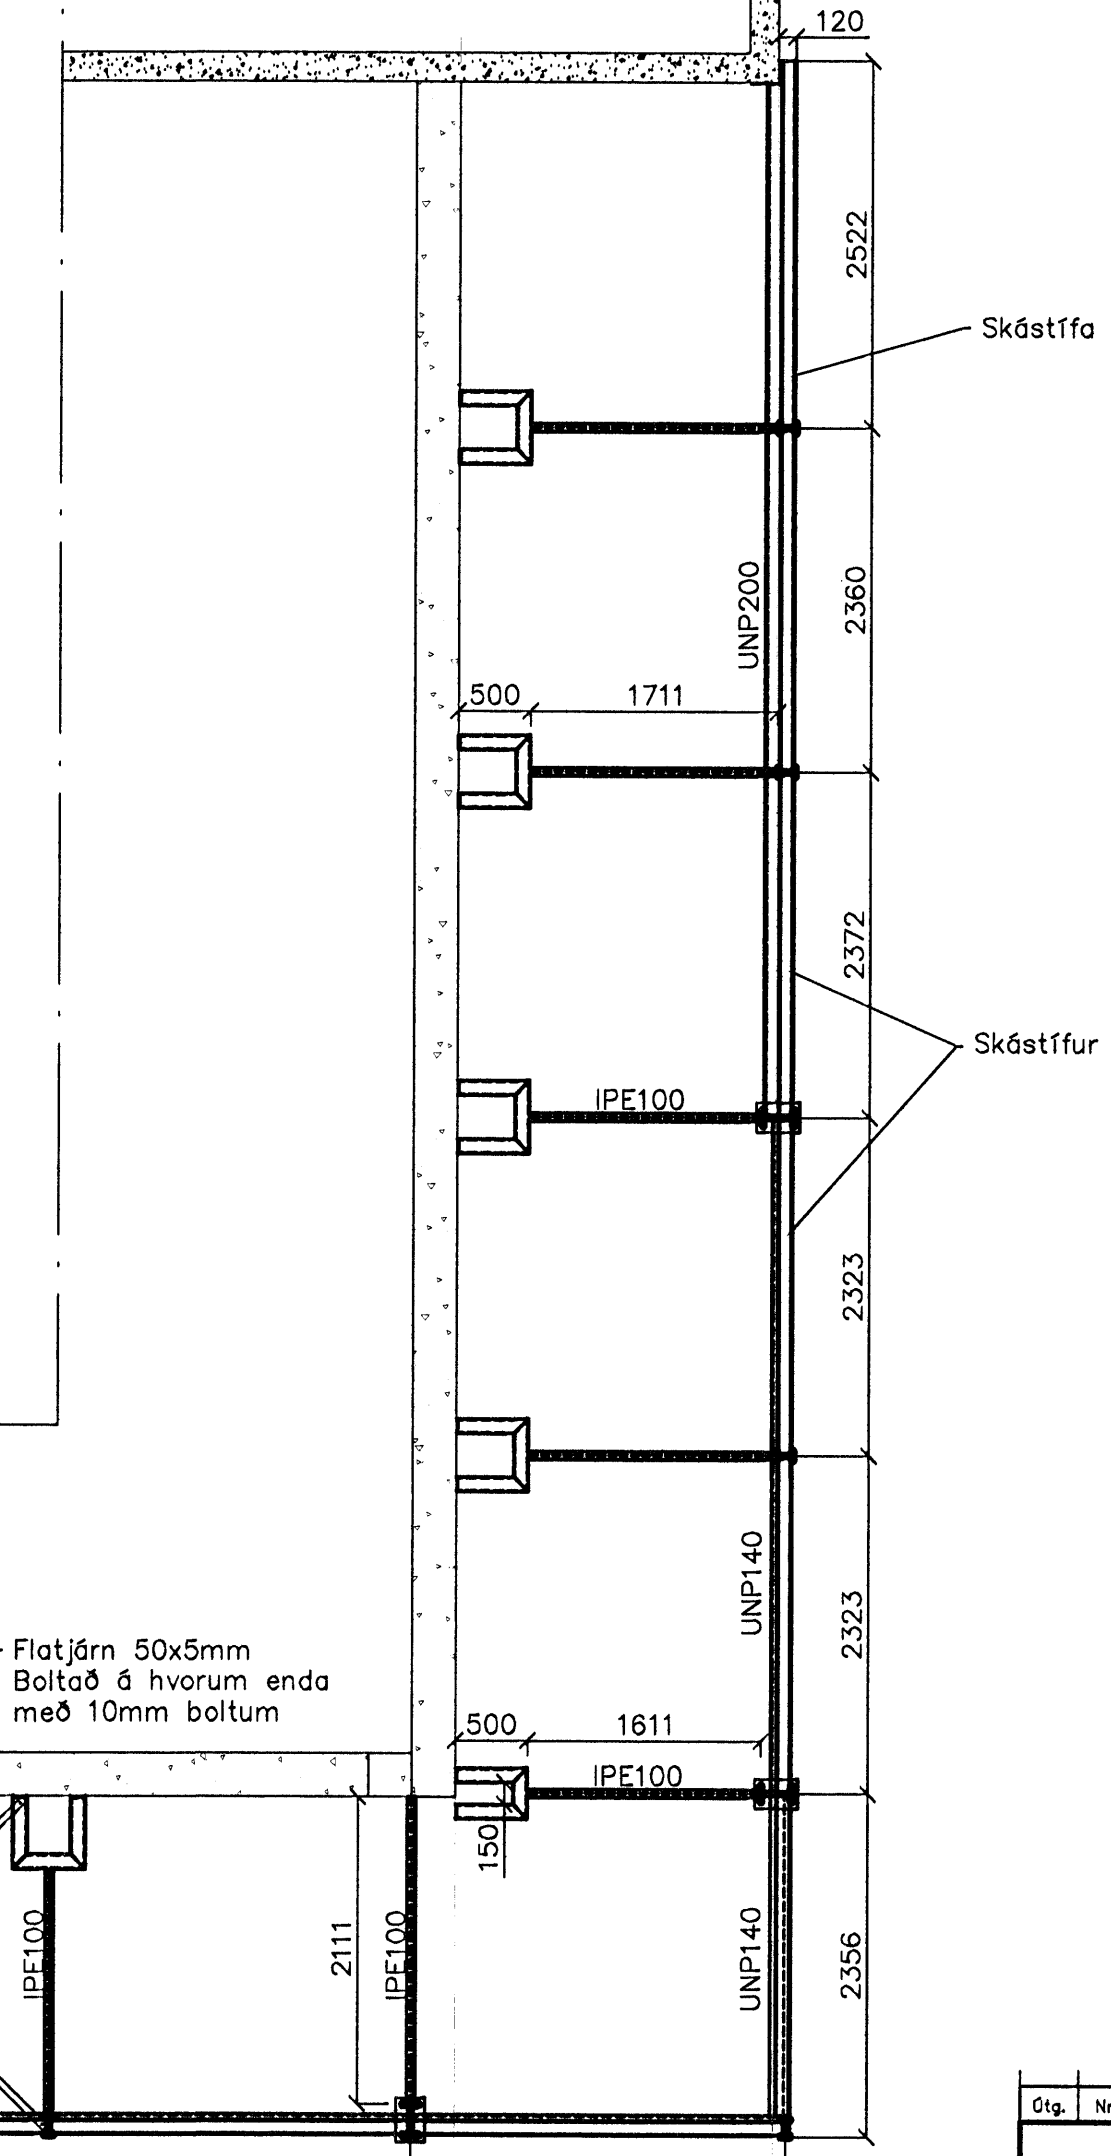 120
2522
Skástífa
2360
UNP200
500
1711
2372
Skástífur
IPE100
2323
UNP140
2323
Flatjárn 50x5mm
Boltað á hvorum enda
með 10mm boltum
500
1611
IPE100
150
IPE100
2111
IPE100
UNP140
2356
Útg.
Nr